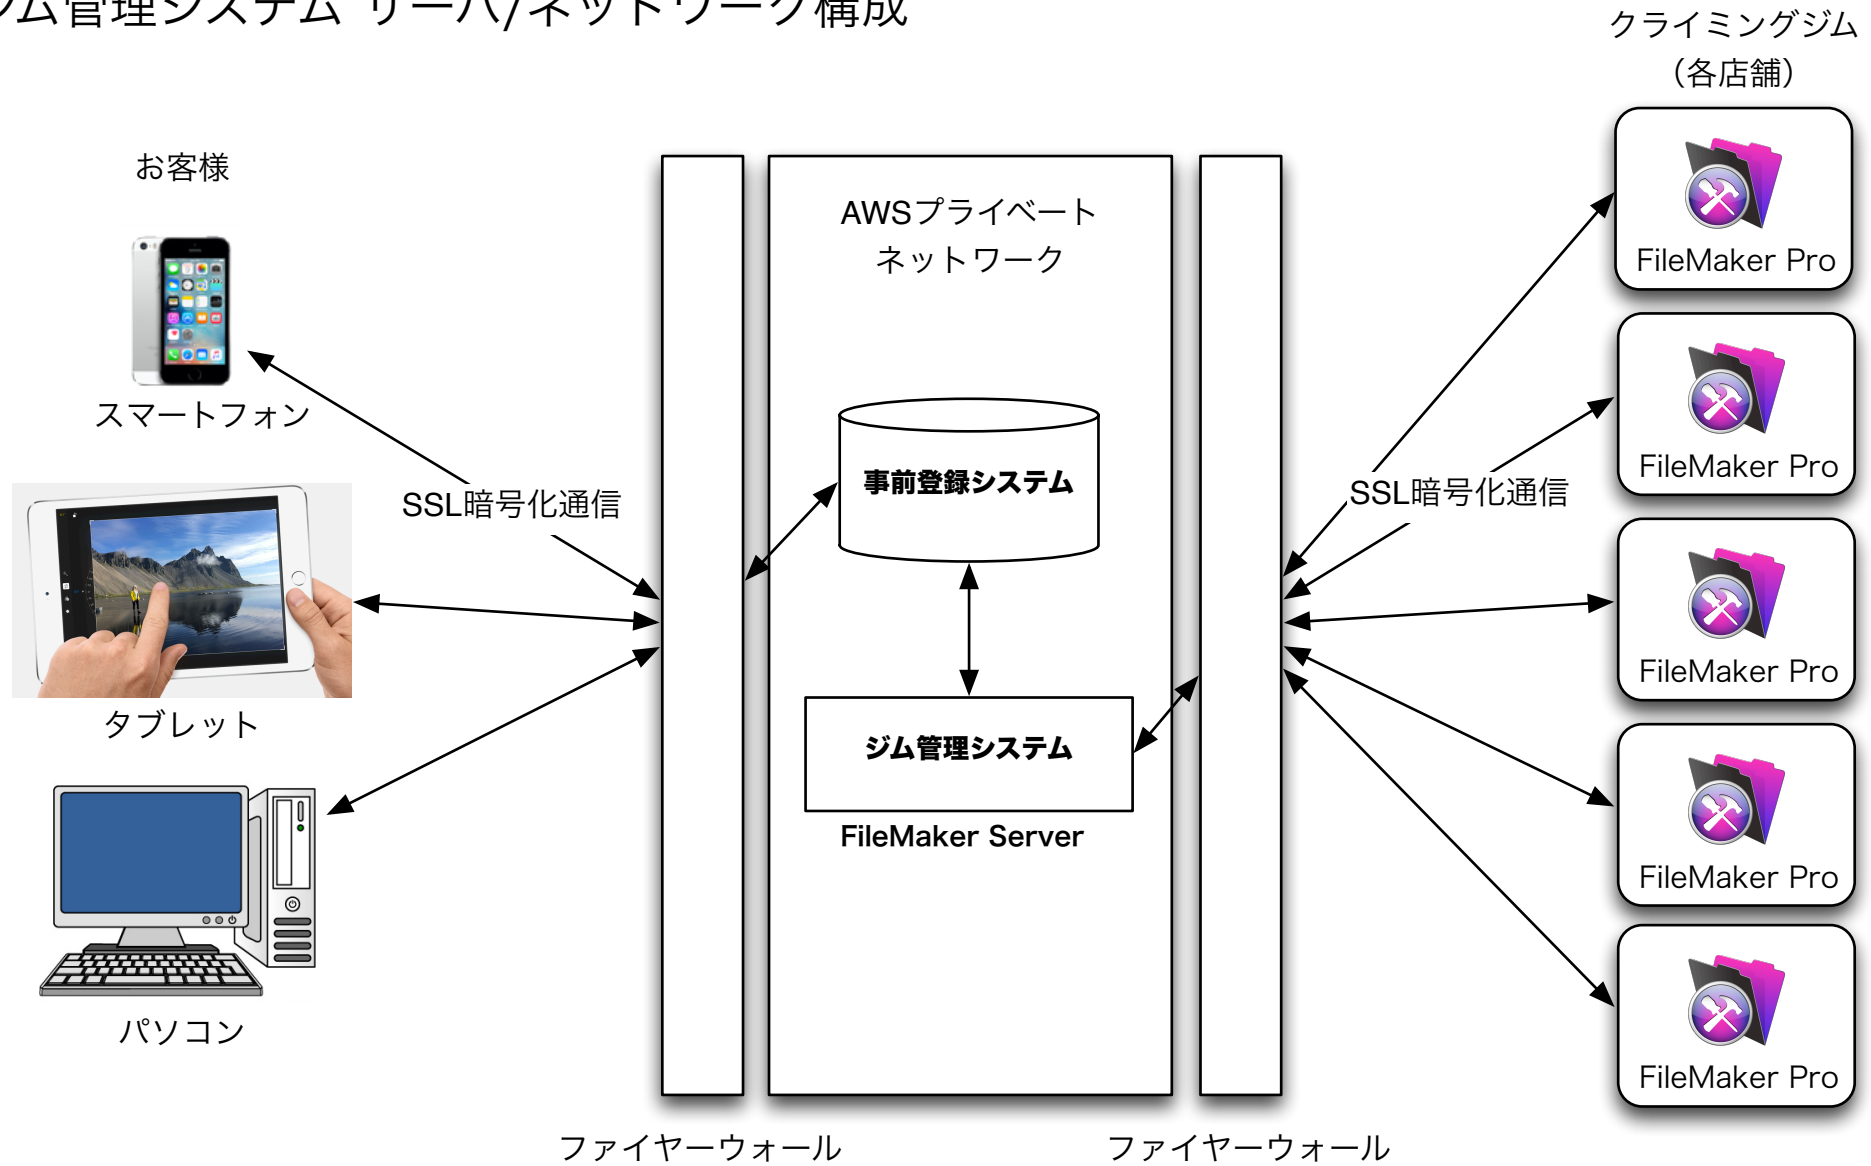 ジム管理システム サーバ/ネットワーク構成
クライミングジム
（各店舗）
お客様
スマートフォン
タブレット
パソコン
SSL暗号化通信
AWSプライベート
ネットワーク
事前登録システム
ジム管理システム
FileMaker Server
SSL暗号化通信
FileMaker Pro
FileMaker Pro
FileMaker Pro
FileMaker Pro
FileMaker Pro
ファイヤーウォール
ファイヤーウォール